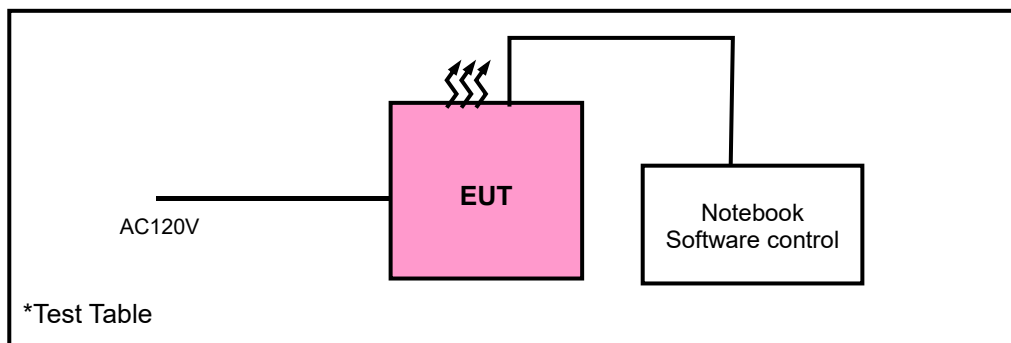 EUT
AC120V
Notebook
Software control
*Test Table